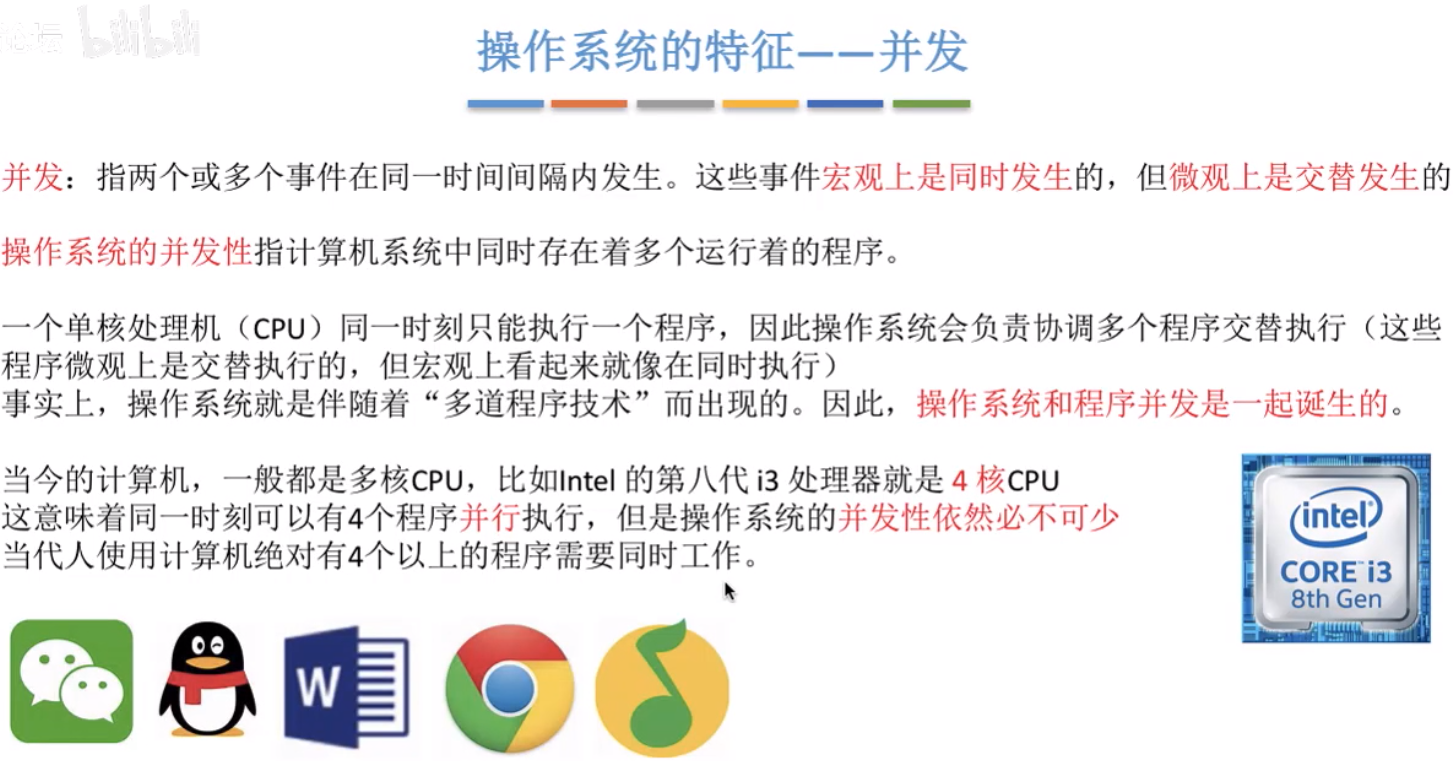 论坛 bilibili
操作系统的特征——并发
并发：指两个或多个事件在同一时间间隔内发生。这些事件宏观上是同时发生的，但微观上是交替发生的
操作系统的并发性指计算机系统中同时存在着多个运行着的程序。
一个单核处理机（CPU）同一时刻只能执行一个程序，因此操作系统会负责协调多个程序交替执行（这些
程序微观上是交替执行的，但宏观上看起来就像在同时执行）
事实上，操作系统就是伴随着“多道程序技术”而出现的。因此，操作系统和程序并发是一起诞生的。
当今的计算机，一般都是多核CPU，比如Intel 的第八代 i3 处理器就是 4 核CPU
这意味着同一时刻可以有4个程序并行执行，但是操作系统的并发性依然必不可少
当代人使用计算机绝对有4个以上的程序需要同时工作。
intel
CORE™ i3
8th Gen
W